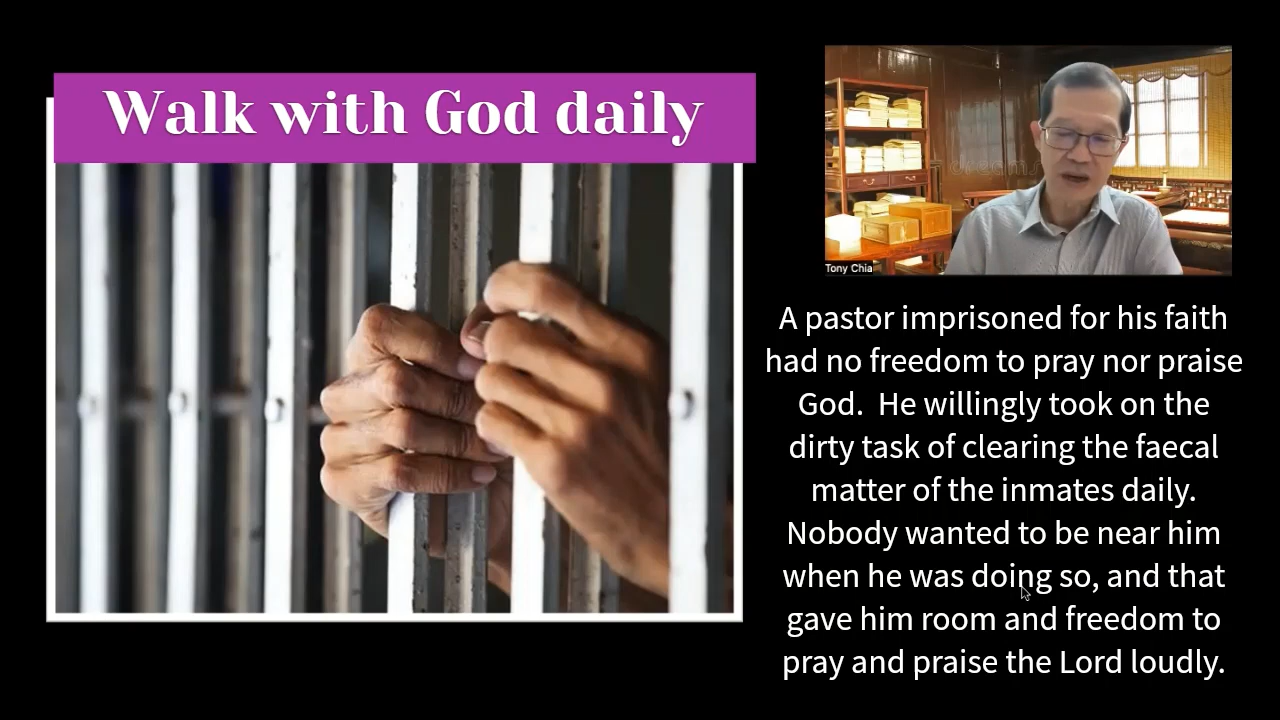 Walk with God daily
Tony Chia
A pastor imprisoned for his faith
had no freedom to pray nor praise
God.  He willingly took on the
dirty task of clearing the faecal
matter of the inmates daily.
Nobody wanted to be near him
when he was doing so, and that
gave him room and freedom to
pray and praise the Lord loudly.